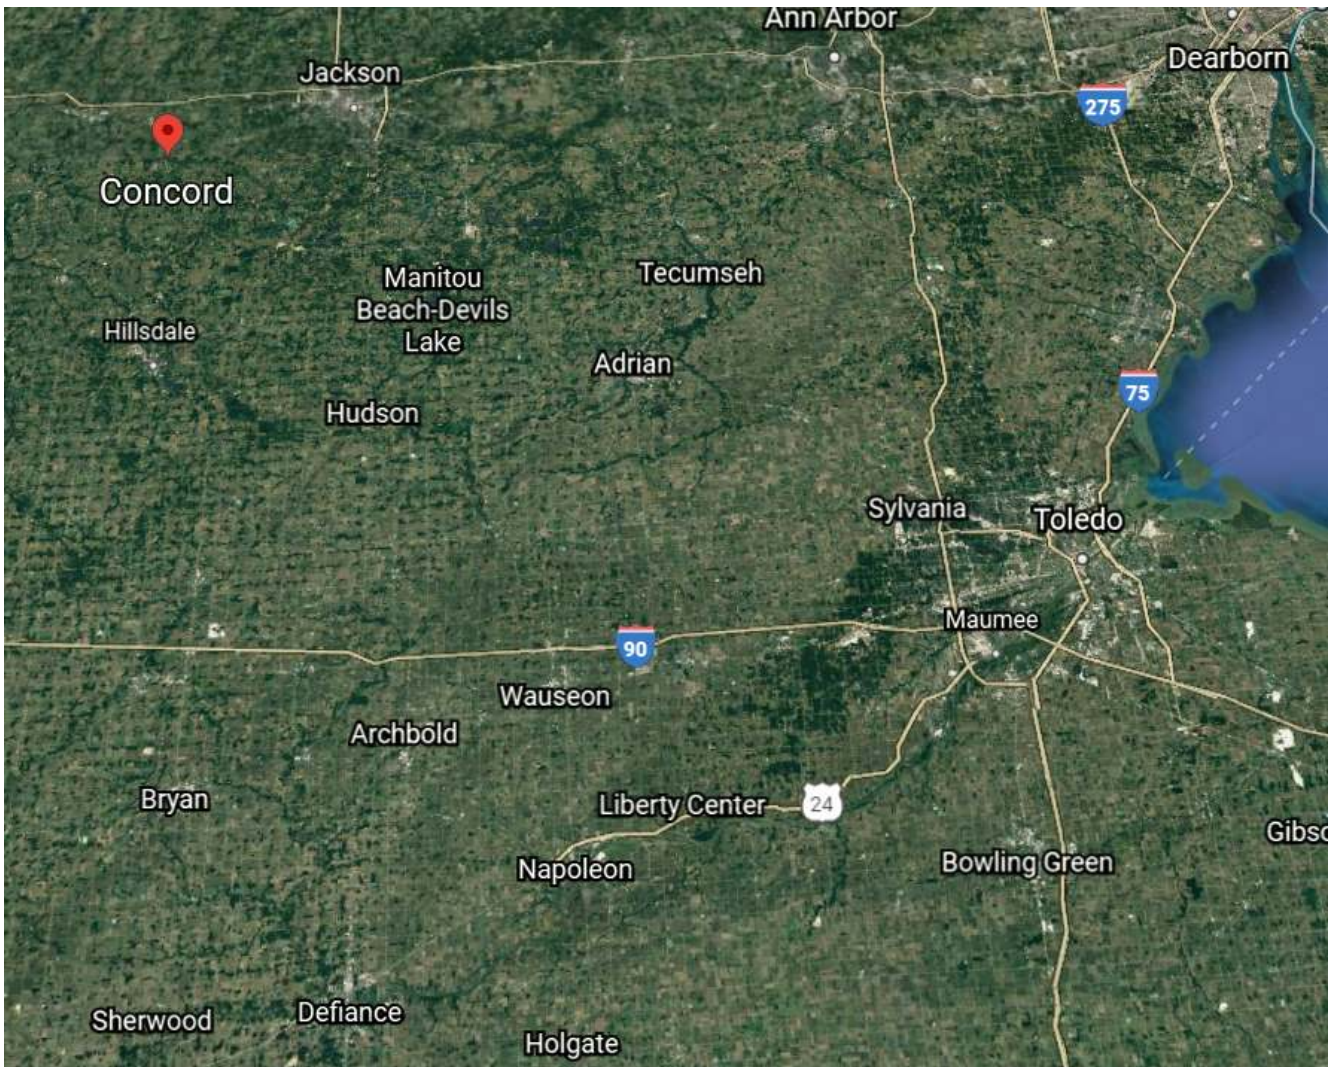 Ann Arbor
Dearborn
Jackson
275
Concord
Manitou
Beach-Devils
Lake
Tecumseh
Hillsdale
Adrian
75
Hudson
Sylvania
Toledo
Maumee
90
Wauseon
Archbold
Bryan
Liberty Center
24
Gibso
Napoleon
Bowling Green
Sherwood
Defiance
Holgate